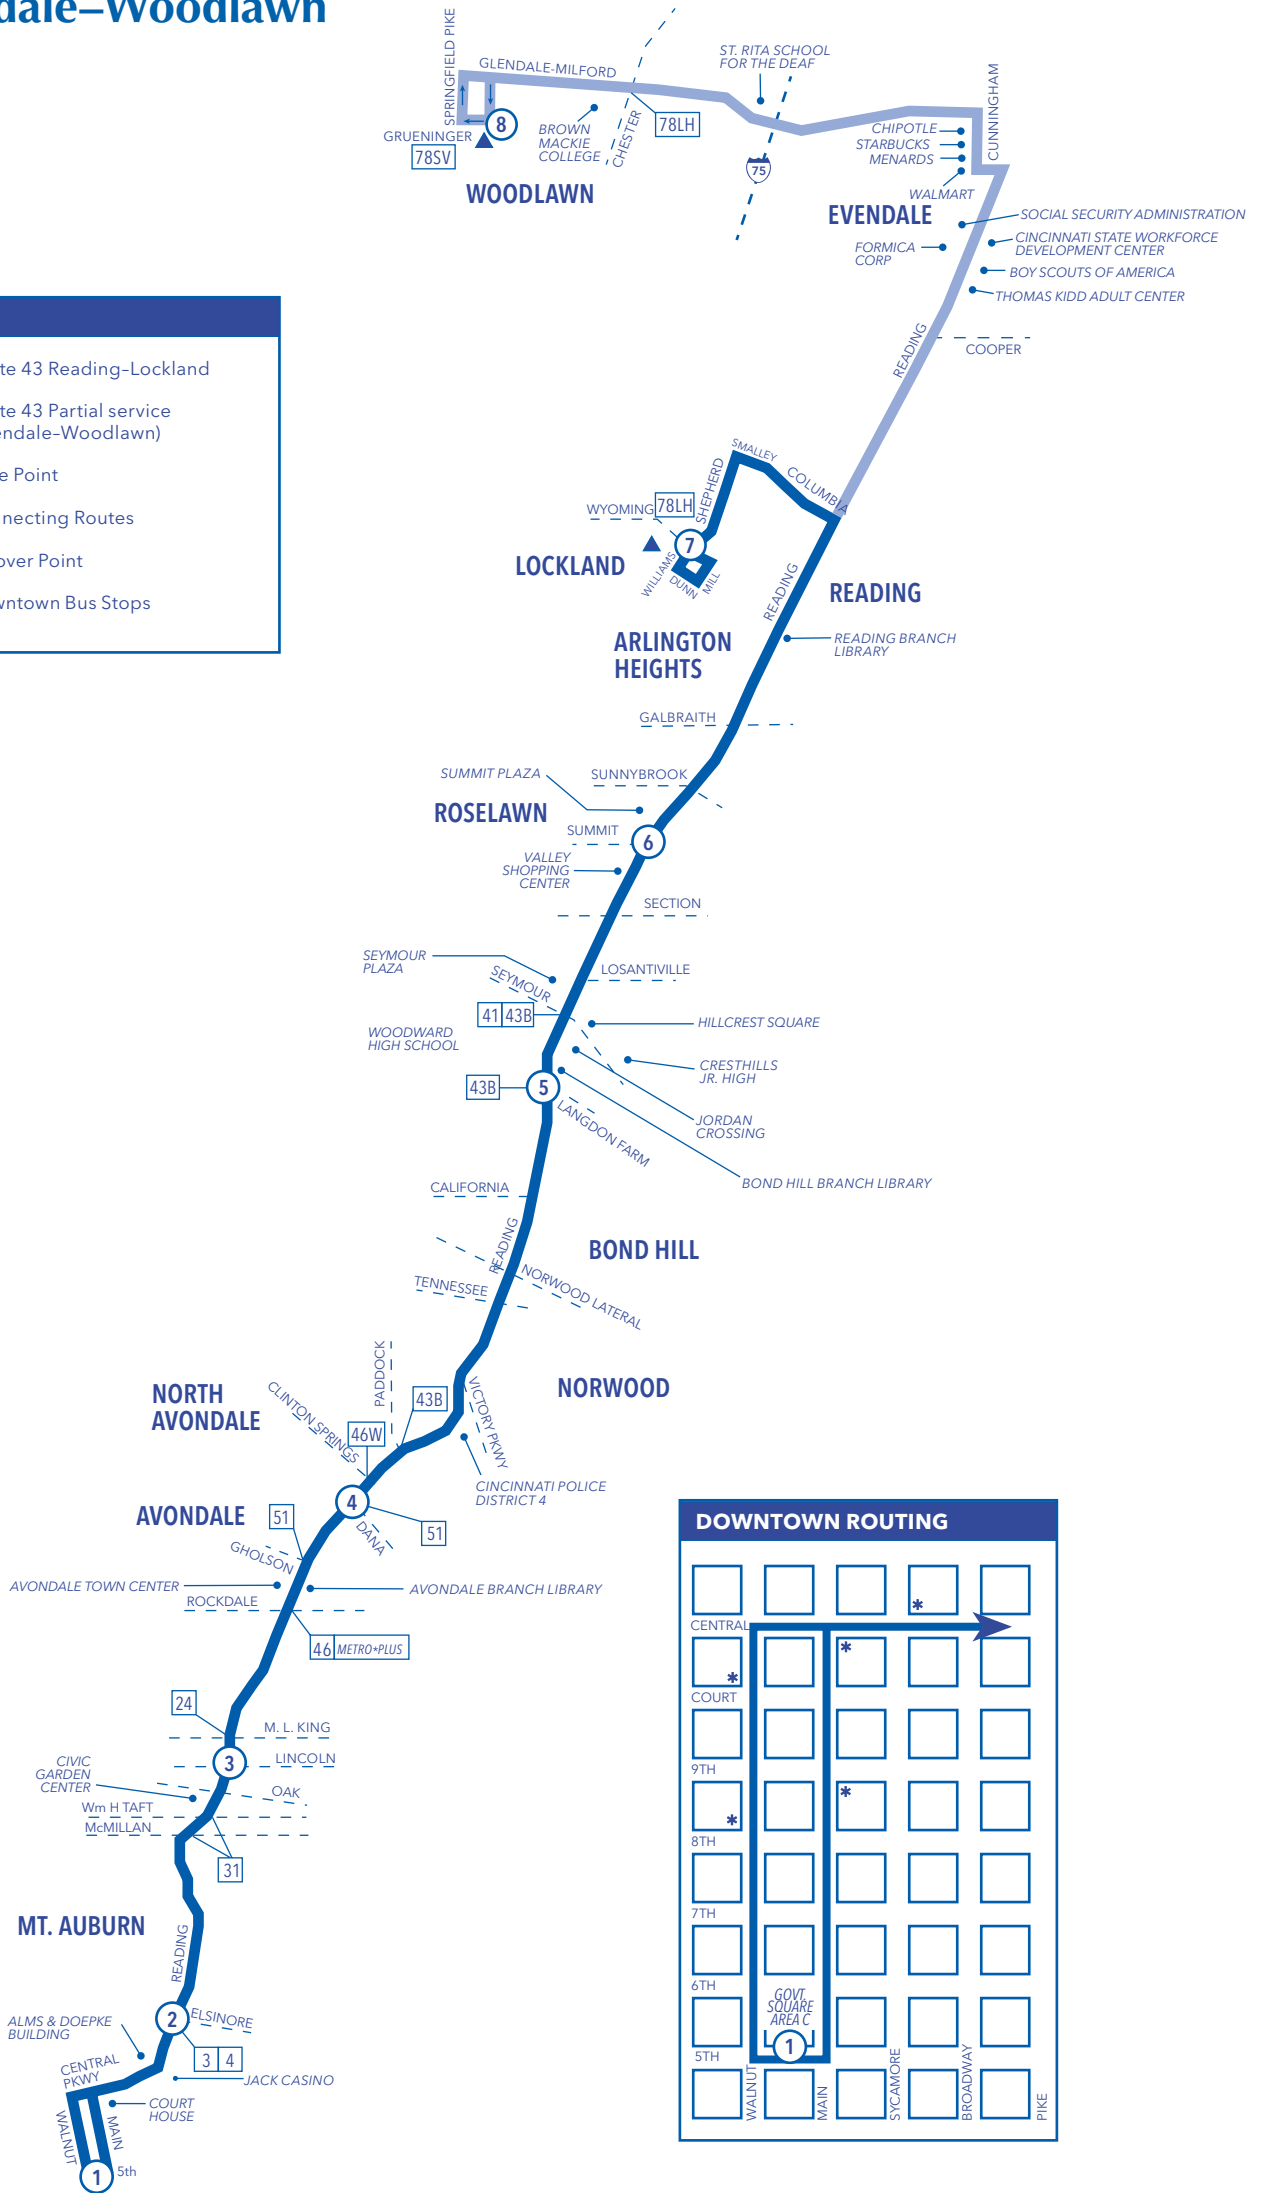 dale–Woodlawn
SPRINGFIELD PIKE
GLENDALE-MILFORD
ST. RITA SCHOOL
FOR THE DEAF
CUNNINGHAM
8
GRUENINGER
78SV
BROWN
MACKIE
COLLEGE
CHESTER
78LH
75
CHIPOTLE
STARBUCKS
MENARDS
WALMART
WOODLAWN
EVENDALE
SOCIAL SECURITY ADMINISTRATION
FORMICA
CORP
CINCINNATI STATE WORKFORCE
DEVELOPMENT CENTER
BOY SCOUTS OF AMERICA
THOMAS KIDD ADULT CENTER
READING
COOPER
te 43 Reading–Lockland
te 43 Partial service
endale–Woodlawn)
e Point
nnecting Routes
over Point
wntown Bus Stops
SMALLEY
COLUMBIA
SHEPHERD
WYOMING
78LH
7
LOCKLAND
WILLIAMS
DUNN
MILL
READING
READING
ARLINGTON
HEIGHTS
READING BRANCH
LIBRARY
GALBRAITH
SUMMIT PLAZA
SUNNYBROOK
ROSELAWN
SUMMIT
6
VALLEY
SHOPPING
CENTER
SECTION
SEYMOUR
PLAZA
SEYMOUR
LOSANTIVILLE
41 43B
HILLCREST SQUARE
WOODWARD
HIGH SCHOOL
CRESTHILLS
JR. HIGH
43B
5
LANGDON FARM
JORDAN
CROSSING
BOND HILL BRANCH LIBRARY
CALIFORNIA
READING
BOND HILL
TENNESSEE
NORWOOD LATERAL
PADDOCK
NORTH
AVONDALE
CLINTON SPRINGS
43B
VICTORY PKWY
NORWOOD
46W
CINCINNATI POLICE
DISTRICT 4
4
AVONDALE
51
51
DANA
GHOLSON
AVONDALE TOWN CENTER
AVONDALE BRANCH LIBRARY
ROCKDALE
46 METRO*PLUS
24
M. L. KING
3
LINCOLN
CIVIC
GARDEN
CENTER
OAK
Wm H TAFT
McMILLAN
31
MT. AUBURN
READING
2
ELSINORE
ALMS & DOEPKE
BUILDING
3 4
CENTRAL
PKWY
JACK CASINO
COURT
HOUSE
WALNUT
MAIN
1
5th
DOWNTOWN ROUTING
*
CENTRAL
*
*
COURT
9TH
*
*
8TH
7TH
6TH
GOVT.
SQUARE
AREA C
1
5TH
WALNUT
MAIN
SYCAMORE
BROADWAY
PIKE